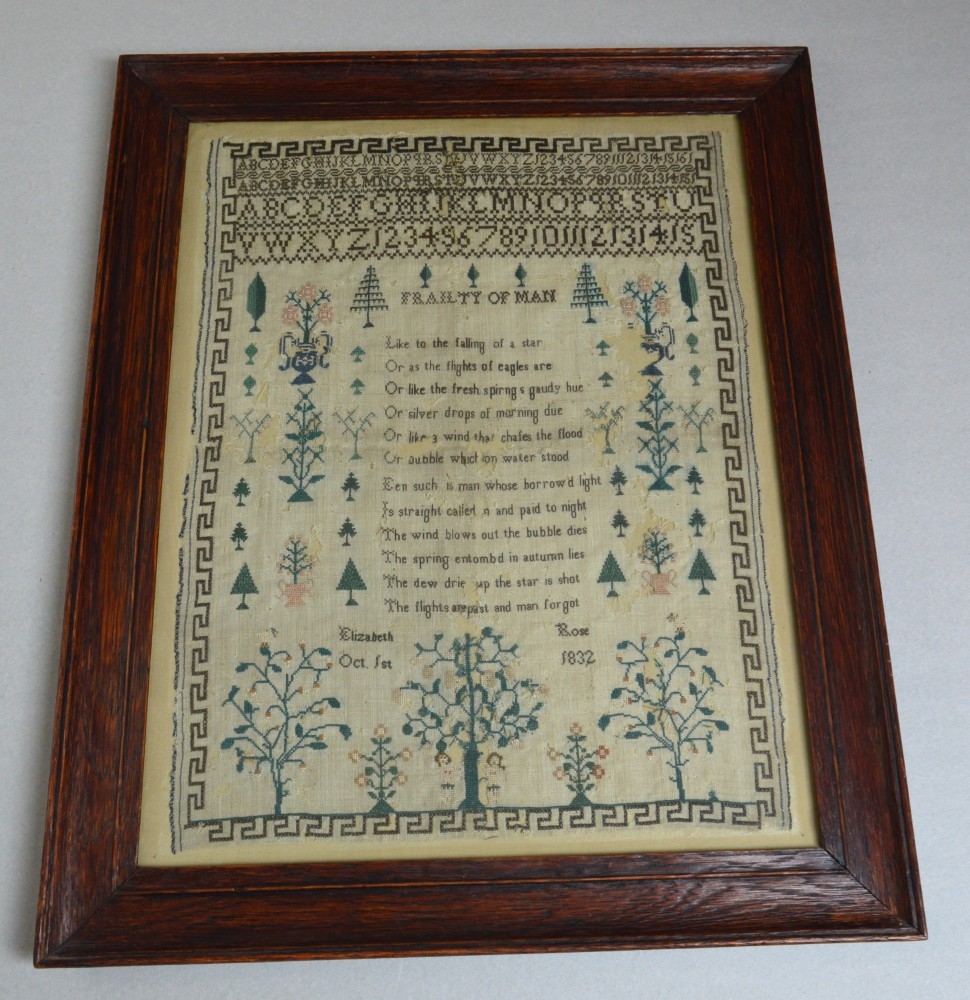 ABCDEFGHIJKLMNOPQRSTUVWXYZ12345678910111213141516
ABCDEFGHIJKLMNOPQRSTUVWXYZ123456789101112131415
ABCDEFGHIJKLMNOPQRSTU
VWXYZ123456789101112131415
FRAILTY OF MAN
Like to the falling of a star
Or as the flights of eagles are
Or like the fresh spirng s gaudy hue
Or silver drops of morning due
Or like a wind that chafes the flood
Or bubble which on water stood
Een such is man whose borrow'd light
Is straight called in and paid to night
The wind blows out the bubble dies
The spring entombd in autumn lies
The dew dries up the star is shot
The flights are past and man forgot
Elizabeth Rose
Oct. 1st 1832